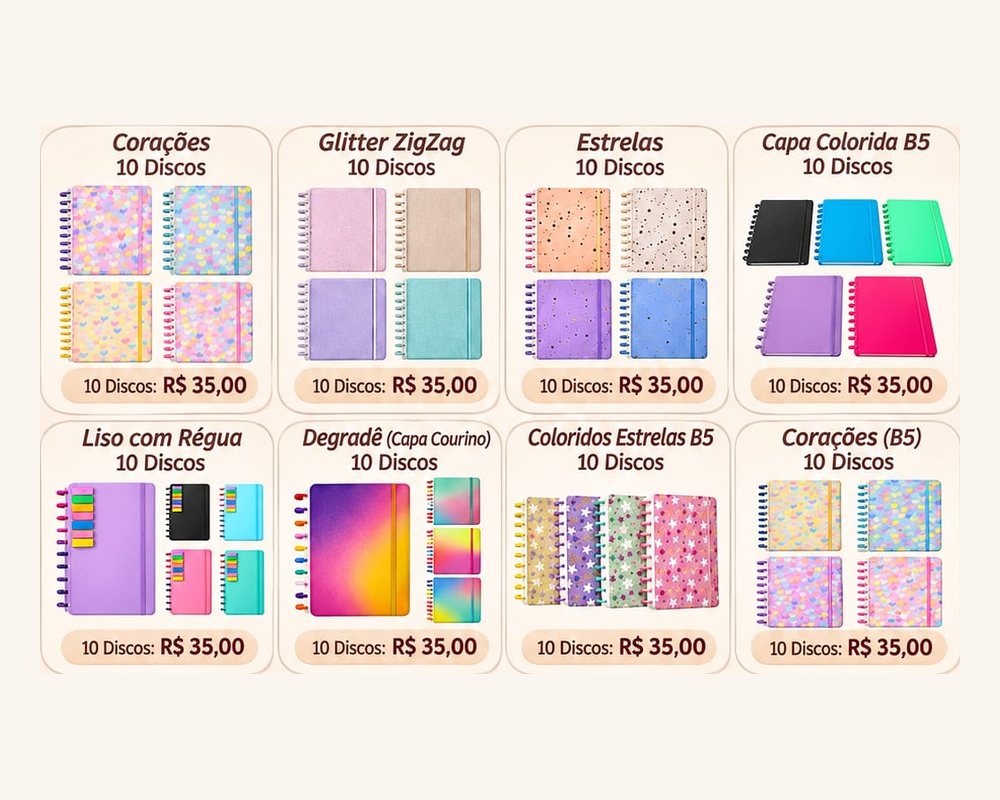 Corações
10 Discos
10 Discos: R$ 35,00
Glitter ZigZag
10 Discos
10 Discos: R$ 35,00
Estrelas
10 Discos
10 Discos: R$ 35,00
Capa Colorida B5
10 Discos
10 Discos: R$ 35,00
Liso com Régua
10 Discos
10 Discos: R$ 35,00
Degradê (Capa Courino)
10 Discos
10 Discos: R$ 35,00
Coloridos Estrelas B5
10 Discos
10 Discos: R$ 35,00
Corações (B5)
10 Discos
10 Discos: R$ 35,00